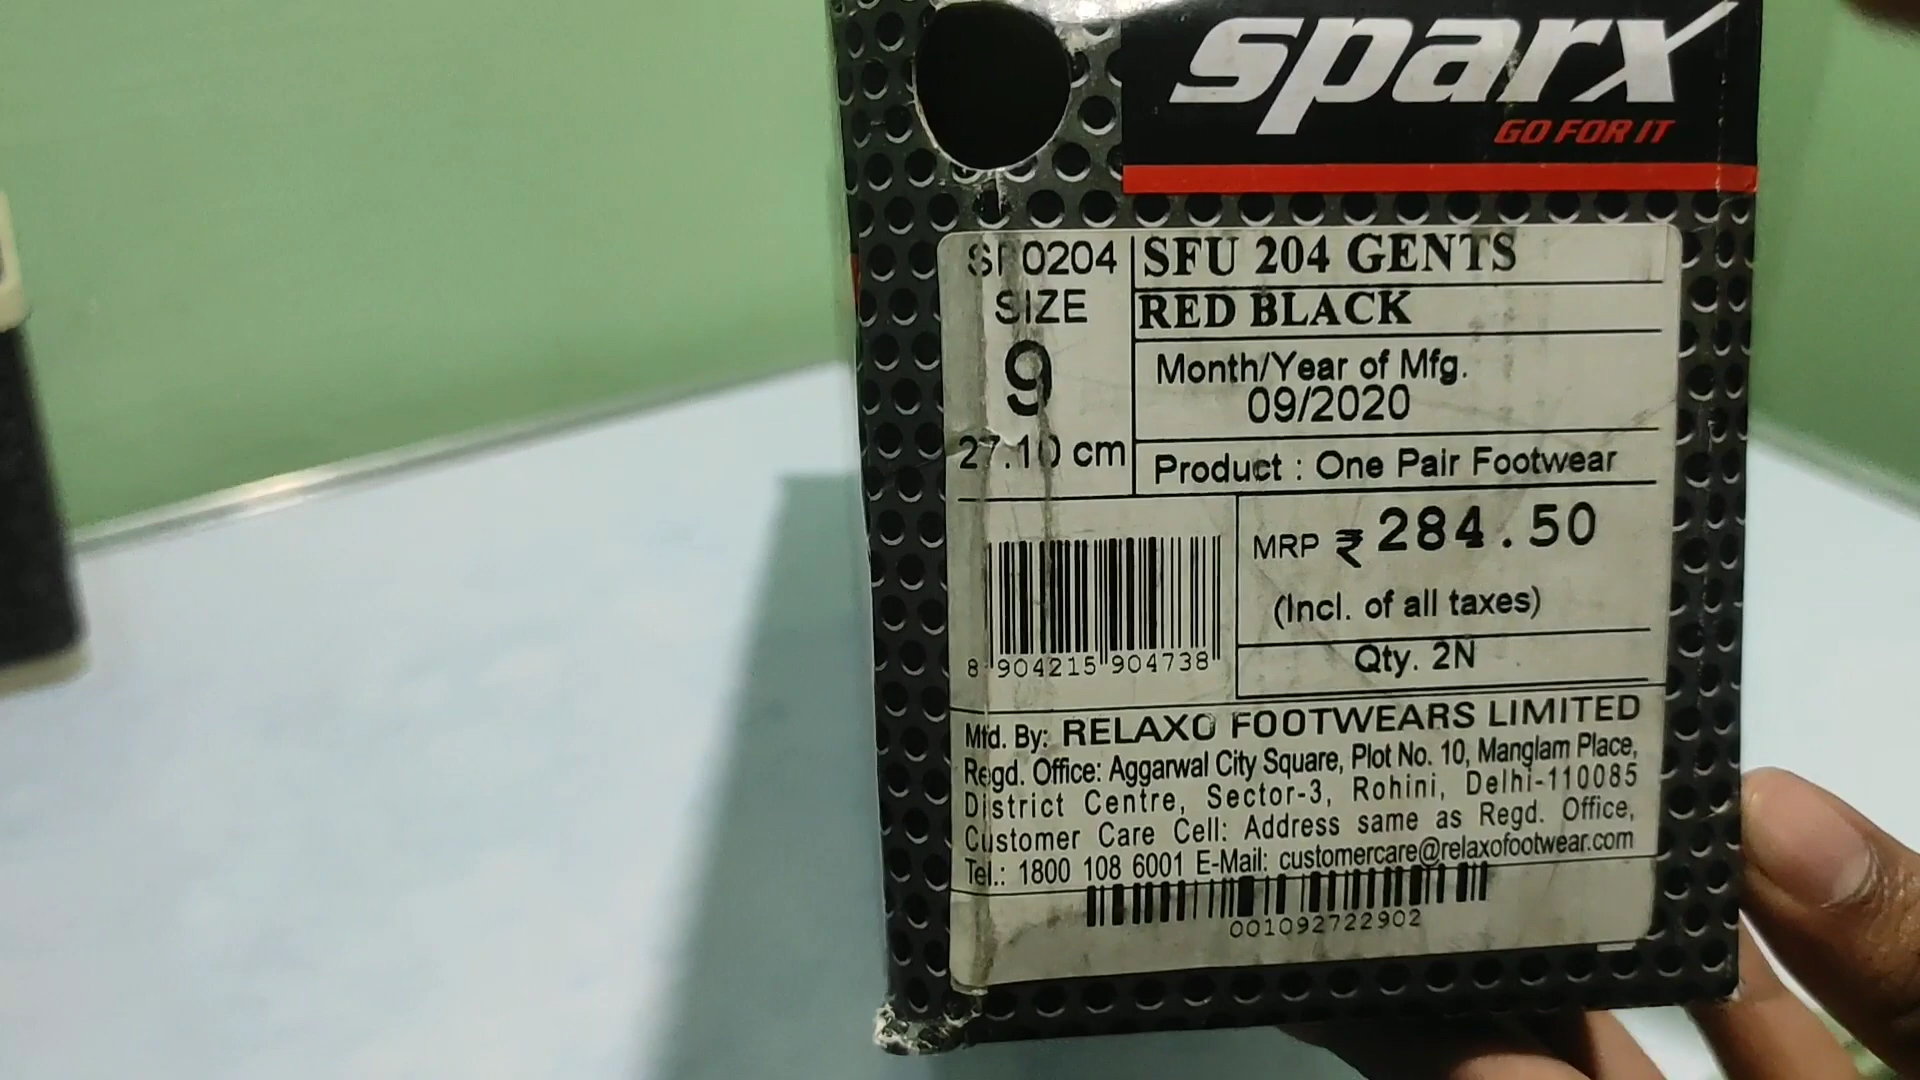 sparx
GO FOR IT
SFU 204 GENTS
SIZE
RED BLACK
9
27.10 cm
Month/Year of Mfg.
09/2020
Product : One Pair Footwear
MRP ₹ 284.50
(Incl. of all taxes)
Qty. 2N
8 904215 904738
Mfd. By: RELAXO FOOTWEARS LIMITED
Regd. Office: Aggarwal City Square, Plot No. 10, Manglam Place,
District Centre, Sector-3, Rohini, Delhi-110085
Customer Care Cell: Address same as Regd. Office,
Tel.: 1800 108 6001 E-Mail: customercare@relaxofootwear.com
001092722902